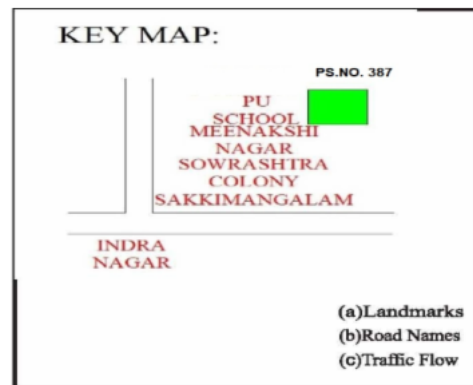 KEY MAP:
PS.NO. 387
PU
SCHOOL
MEENAKSHI
NAGAR
SOWRASHTRA
COLONY
SAKKIMANGALAM
INDRA
NAGAR
(a)Landmarks
(b)Road Names
(c)Traffic Flow